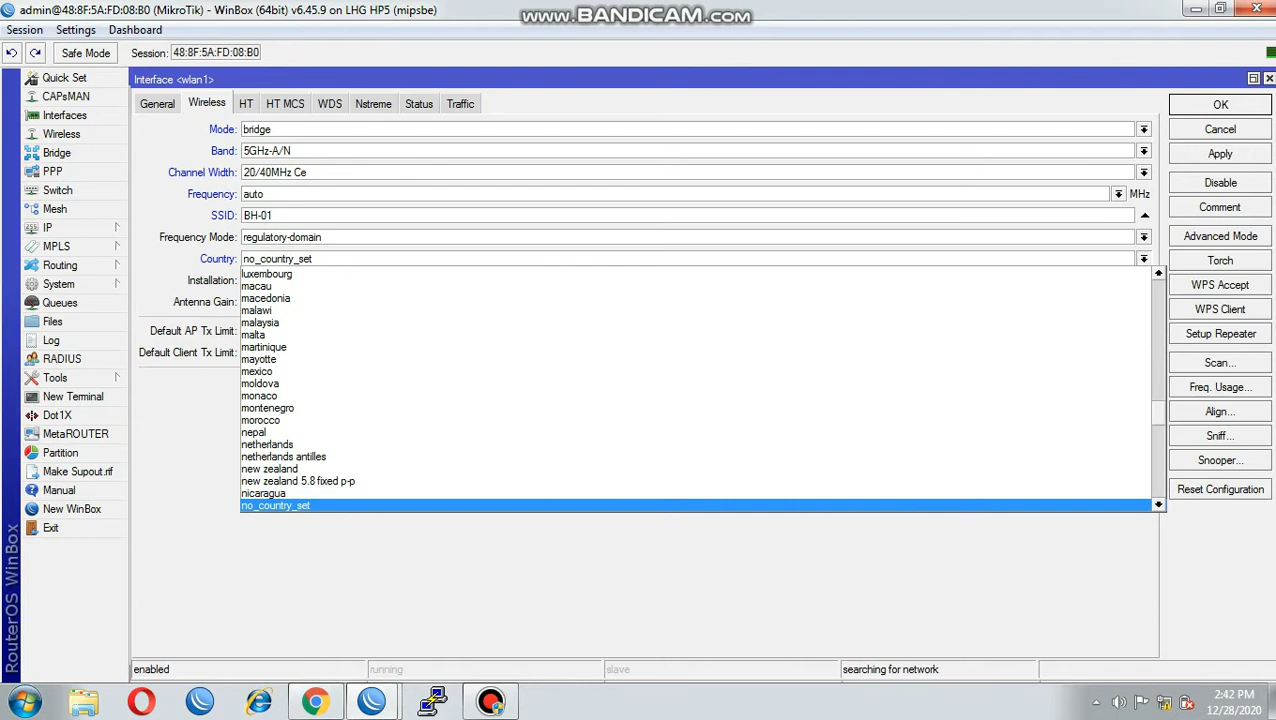 admin@48:8F:5A:FD:08:B0 (MikroTik) - WinBox (64bit) v6.45.9 on LHG HP5 (mipsbe)
www.BANDICAM.com
Session Settings Dashboard
Safe Mode Session: 48:8F:5A:FD:08:B0
Interface <wlan1>
General Wireless HT HT MCS WDS Nstreme Status Traffic
Quick Set
CAPsMAN
Interfaces
Wireless
Bridge
PPP
Switch
Mesh
IP
MPLS
Routing
System
Queues
Files
Log
RADIUS
Tools
New Terminal
Dot1X
MetaROUTER
Partition
Make Supout.rif
Manual
New WinBox
Exit
RouterOS WinBox
Mode: bridge
Band: 5GHz-A/N
Channel Width: 20/40MHz Ce
Frequency: auto MHz
SSID: BH-01
Frequency Mode: regulatory-domain
Country: no_country_set
Installation:
Antenna Gain:
Default AP Tx Limit:
Default Client Tx Limit:
luxembourg
macau
macedonia
malawi
malaysia
malta
martinique
mayotte
mexico
moldova
monaco
montenegro
morocco
nepal
netherlands
netherlands antilles
new zealand
new zealand 5.8 fixed p-p
nicaragua
no_country_set
OK
Cancel
Apply
Disable
Comment
Advanced Mode
Torch
WPS Accept
WPS Client
Setup Repeater
Scan...
Freq. Usage...
Align...
Sniff...
Snooper...
Reset Configuration
enabled running slave searching for network
2:42 PM
12/28/2020